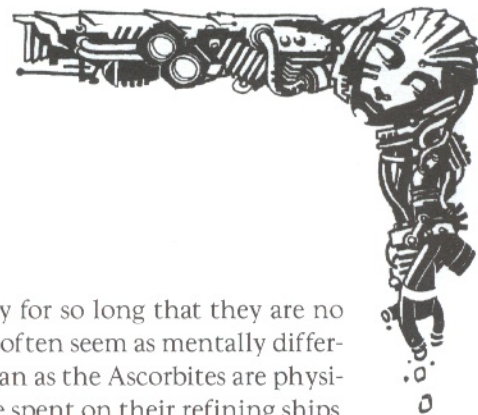 y for so long that they are no
often seem as mentally differ-
an as the Ascorbites are physi-
e spent on their refining ships